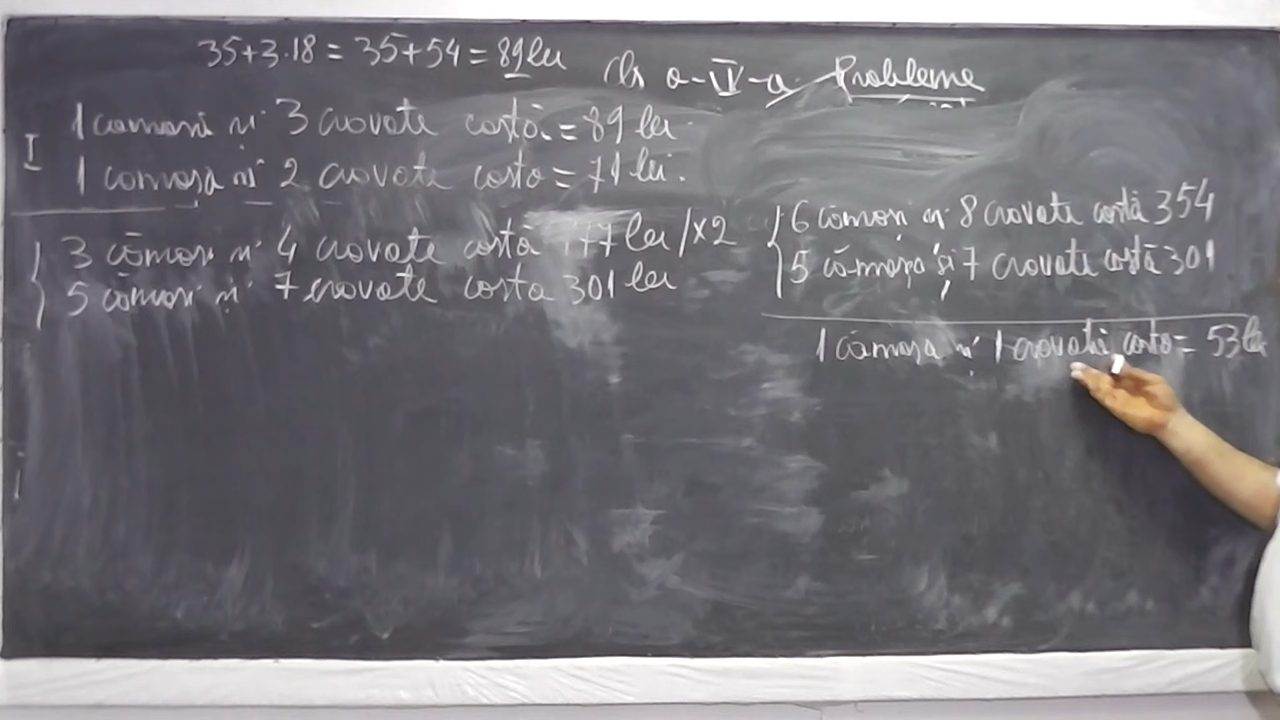 35+3·18 = 35+54 = 89 lei
Cls a-IV-a Probleme
I
1 cămașă și 3 cravate costă = 89 lei
1 cămașă și 2 cravate costă = 71 lei.
3 cămăși și 4 cravate costă 177 lei /×2
5 cămăși și 7 cravate costă 301 lei
6 cămăși și 8 cravate costă 354
5 cămașa și 7 cravate costă 301
1 cămașă și 1 cravată costă = 53 lei